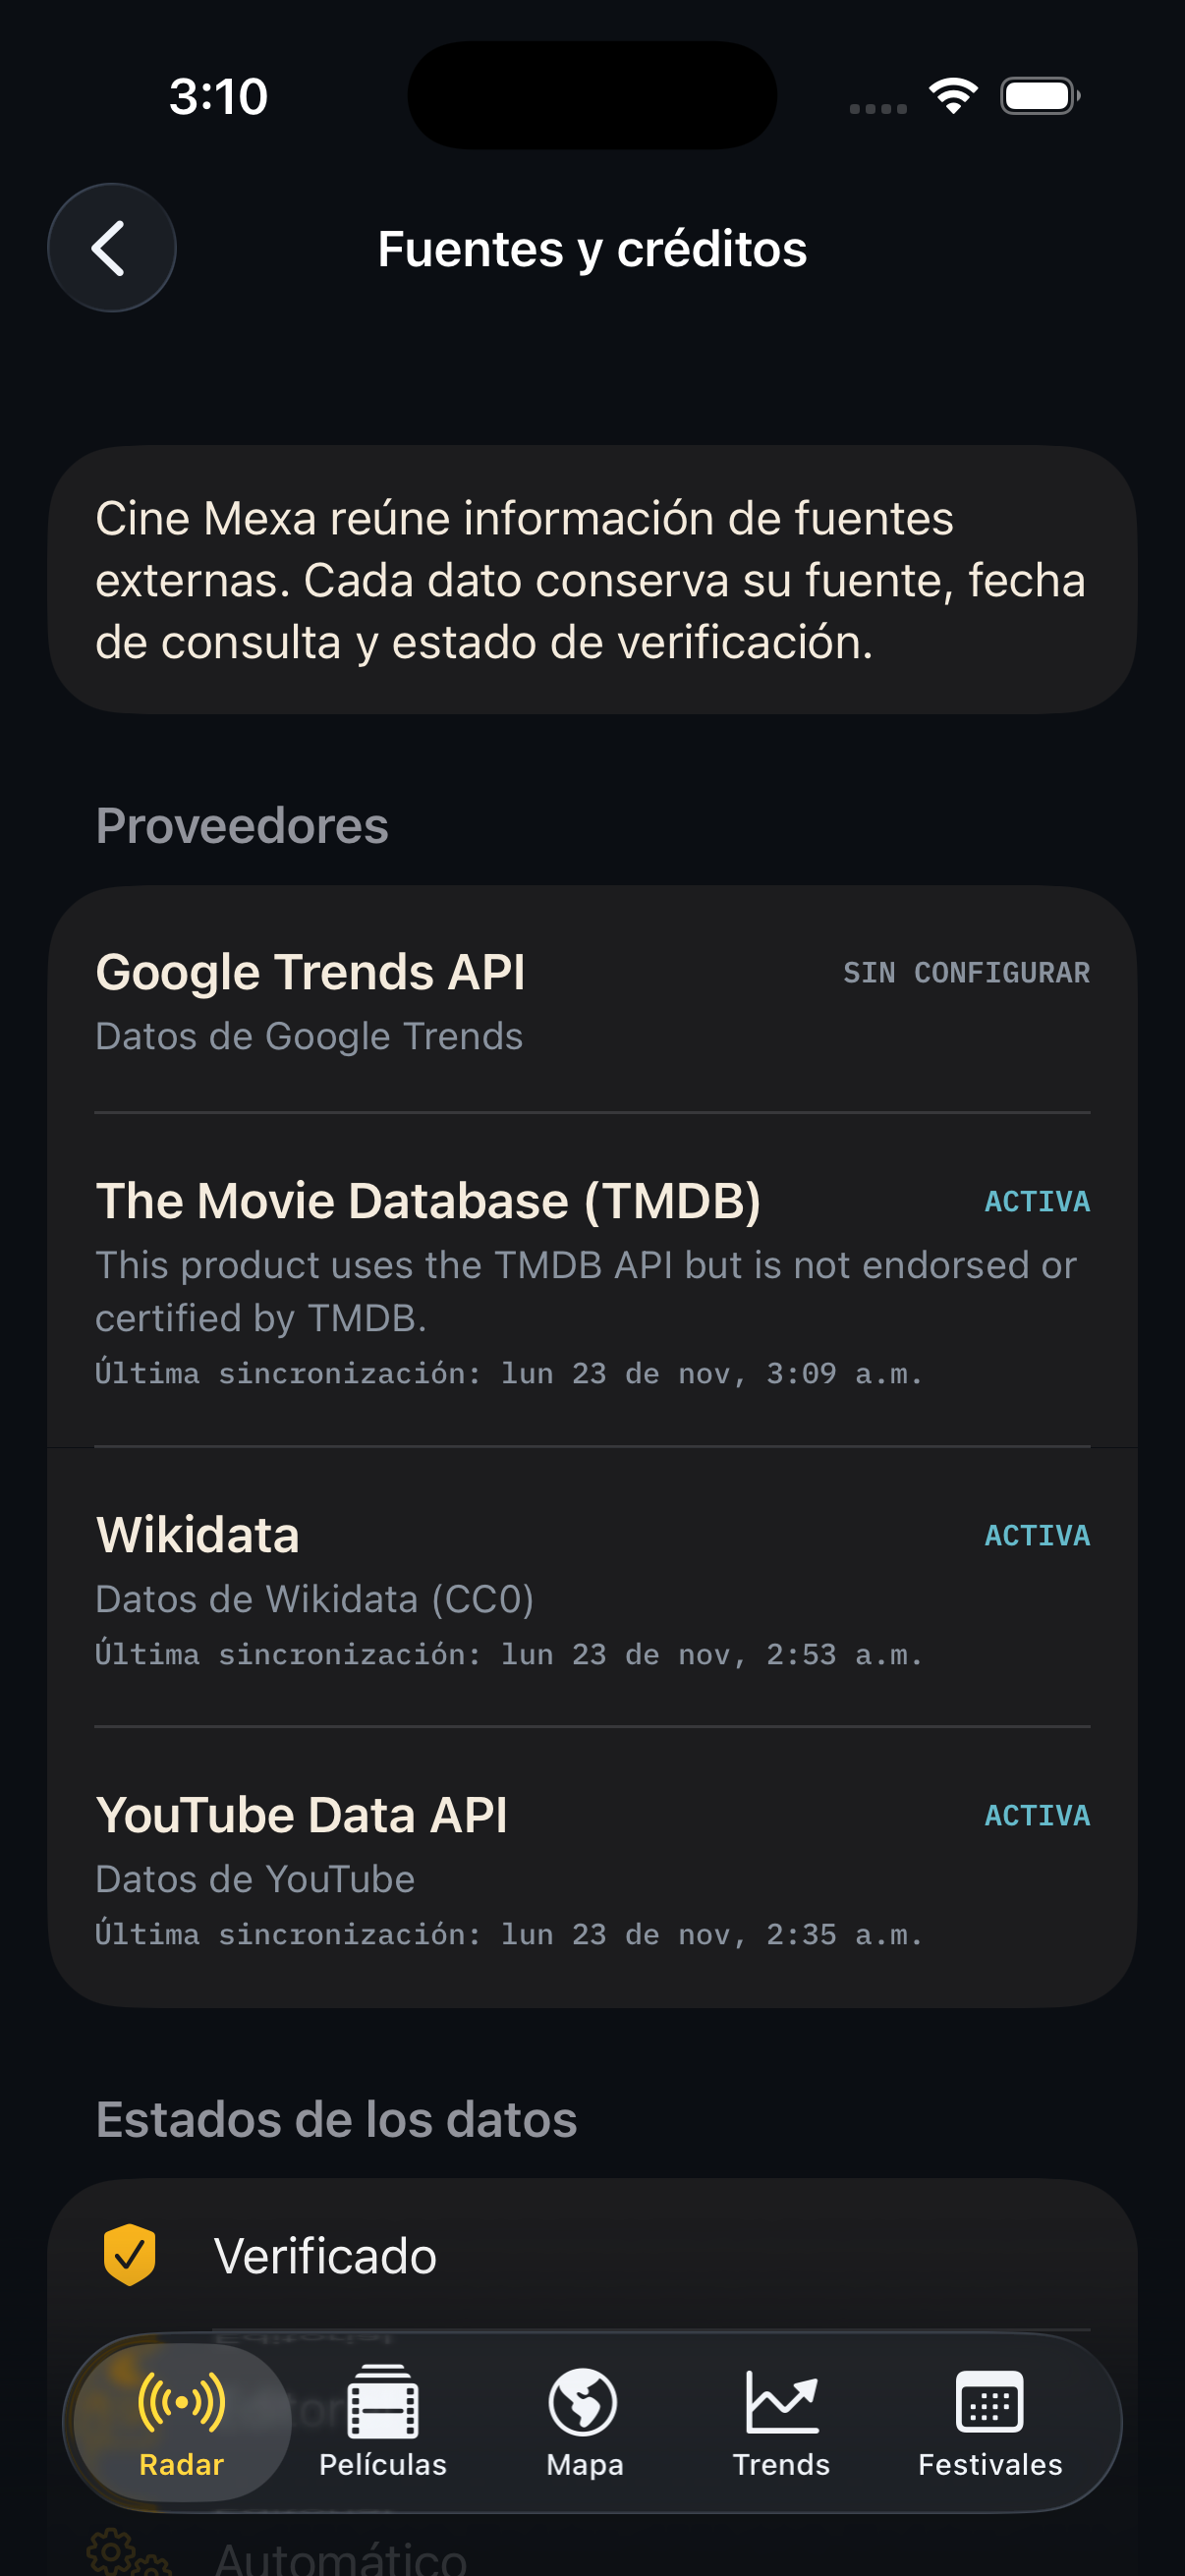 3:10
Fuentes y créditos
Cine Mexa reúne información de fuentes
externas. Cada dato conserva su fuente, fecha
de consulta y estado de verificación.
Proveedores
Google Trends API
SIN CONFIGURAR
Datos de Google Trends
The Movie Database (TMDB)
ACTIVA
This product uses the TMDB API but is not endorsed or
certified by TMDB.
Última sincronización: lun 23 de nov, 3:09 a.m.
Wikidata
ACTIVA
Datos de Wikidata (CC0)
Última sincronización: lun 23 de nov, 2:53 a.m.
YouTube Data API
ACTIVA
Datos de YouTube
Última sincronización: lun 23 de nov, 2:35 a.m.
Estados de los datos
Verificado
Radar
Películas
Mapa
Trends
Festivales
Automático